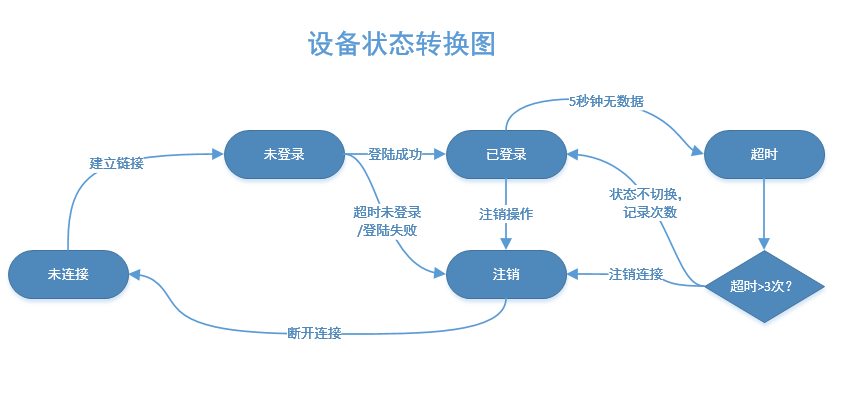 设备状态转换图
5秒钟无数据
建立链接
未登录
登陆成功
已登录
超时
超时未登录
/登陆失败
注销操作
状态不切换，
记录次数
未连接
注销
注销连接
超时>3次？
断开连接